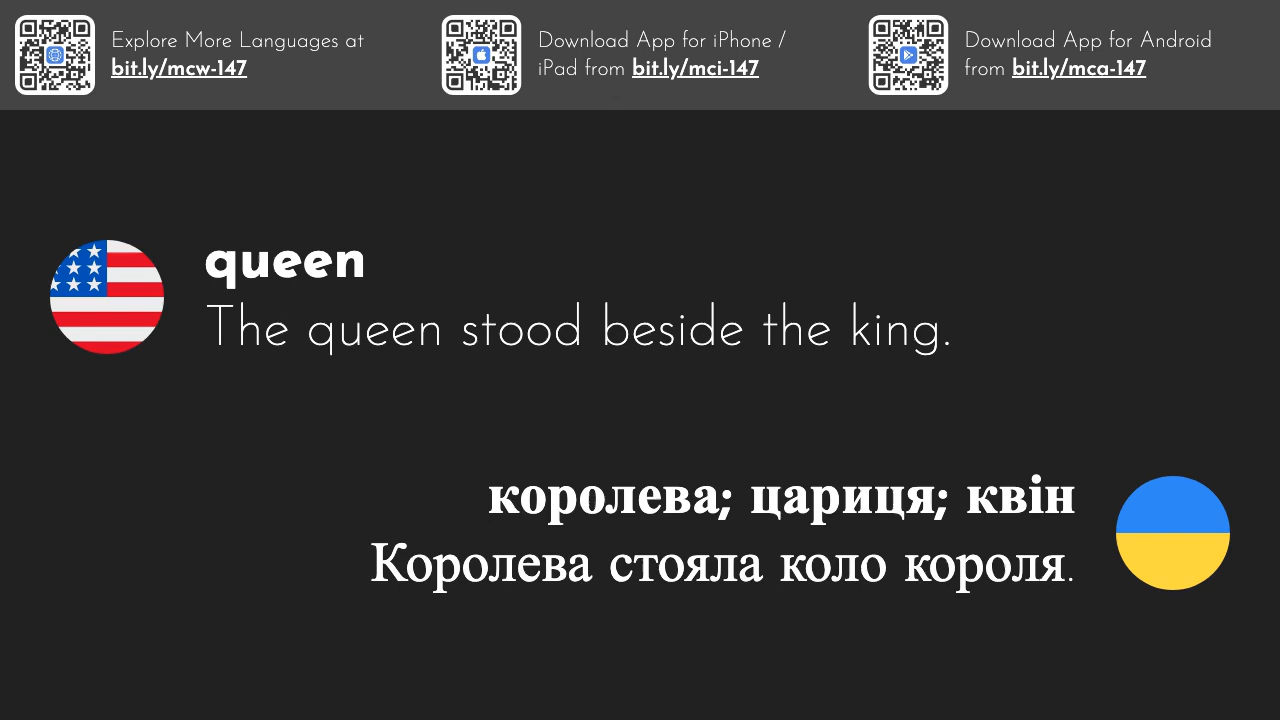 Explore More Languages at
bit.ly/mcw-147
Download App for iPhone /
iPad from bit.ly/mci-147
Download App for Android
from bit.ly/mca-147
queen
The queen stood beside the king.
королева; цариця; квін
Королева стояла коло короля.